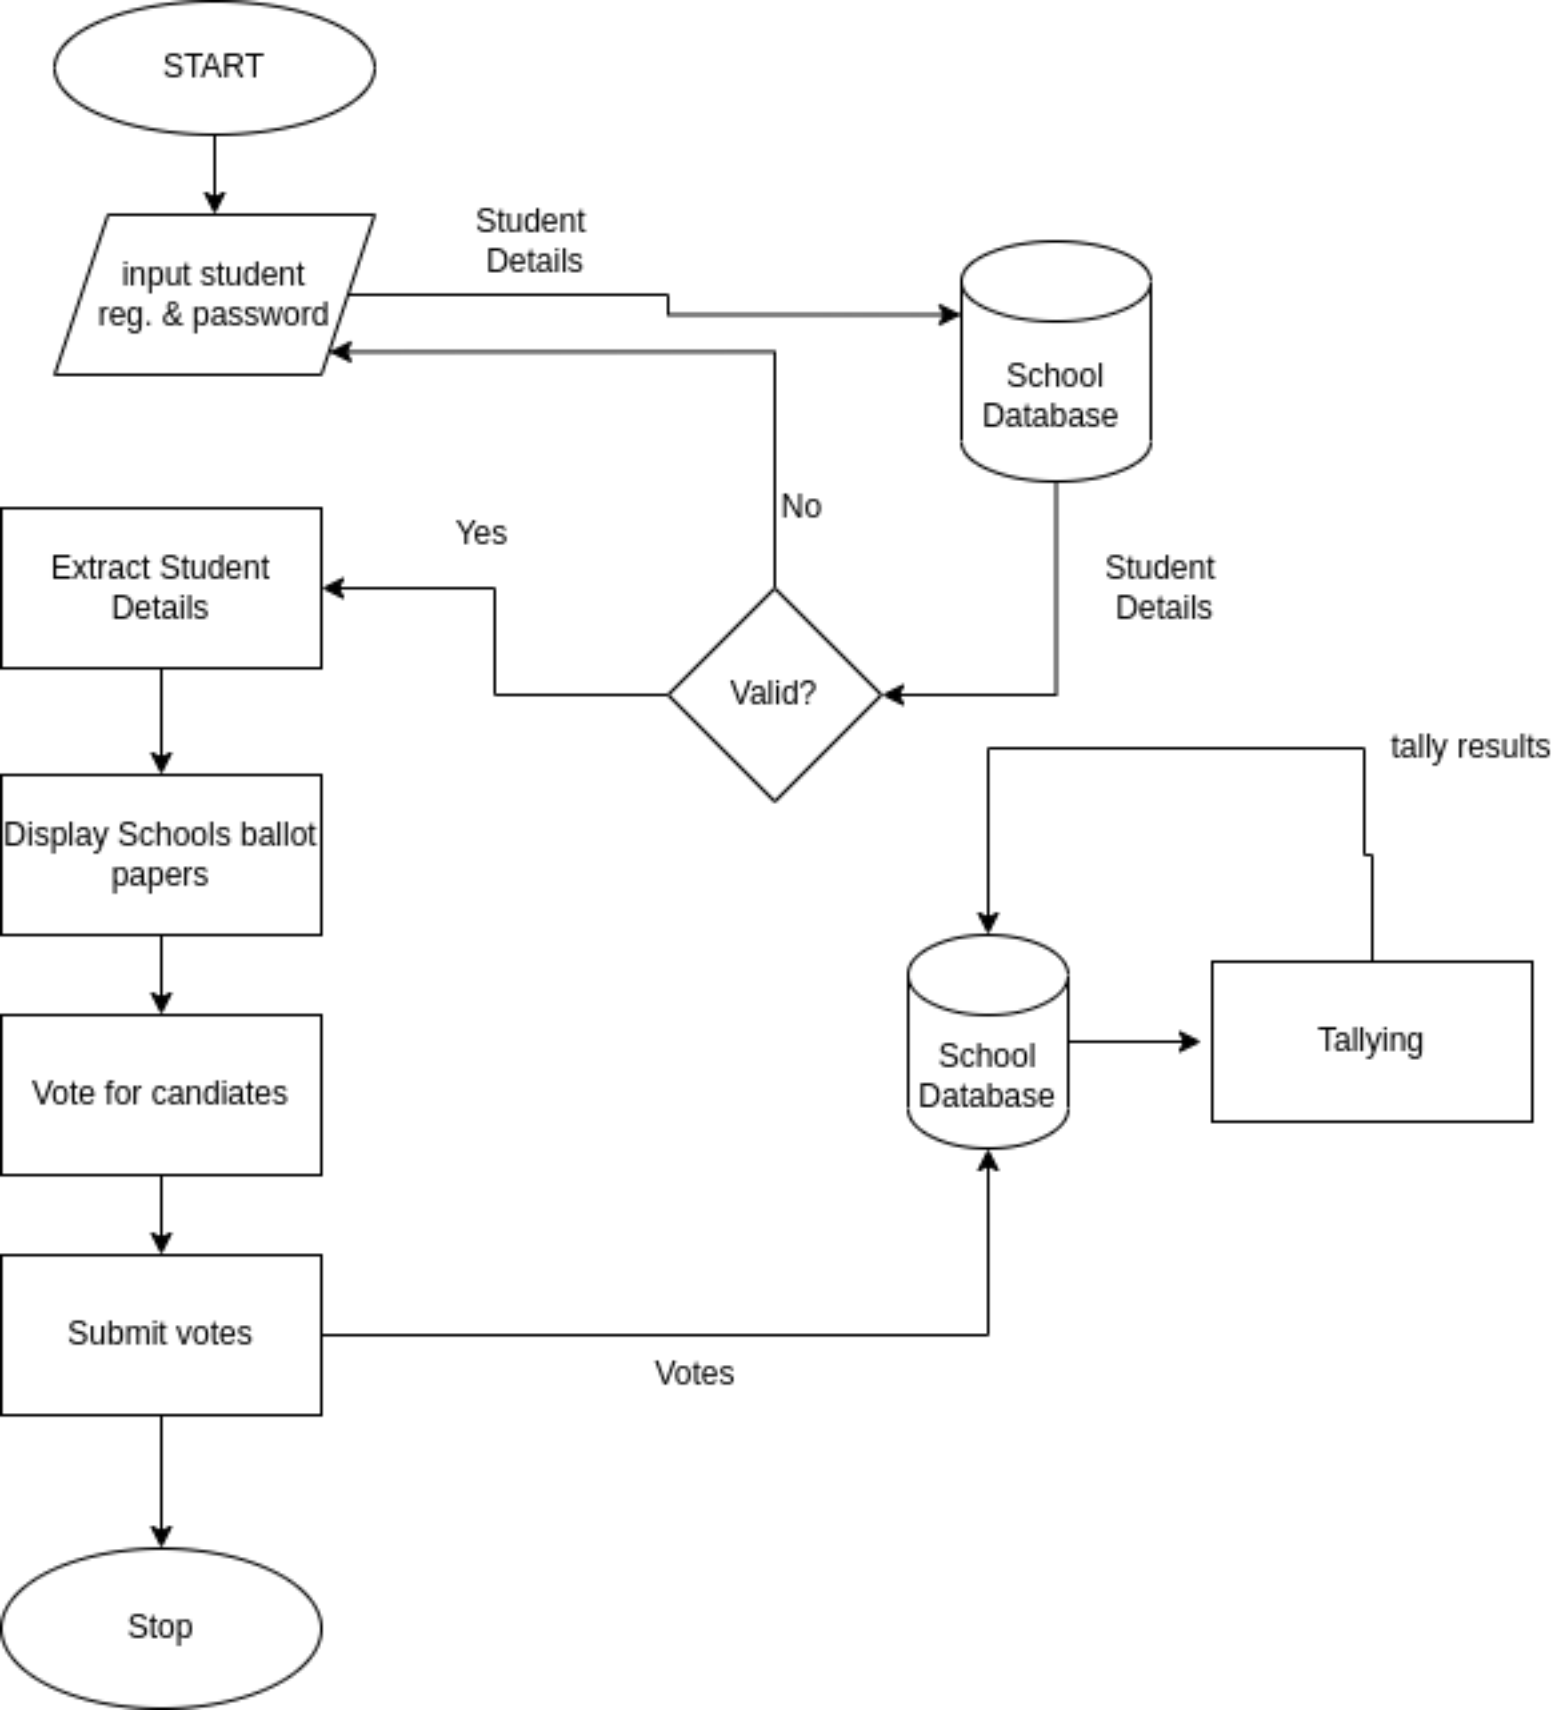 START
input student
reg. & password
Student
Details
School
Database
No
Yes
Extract Student
Details
Student
Details
Valid?
tally results
Display Schools ballot
papers
School
Database
Tallying
Vote for candiates
Submit votes
Votes
Stop